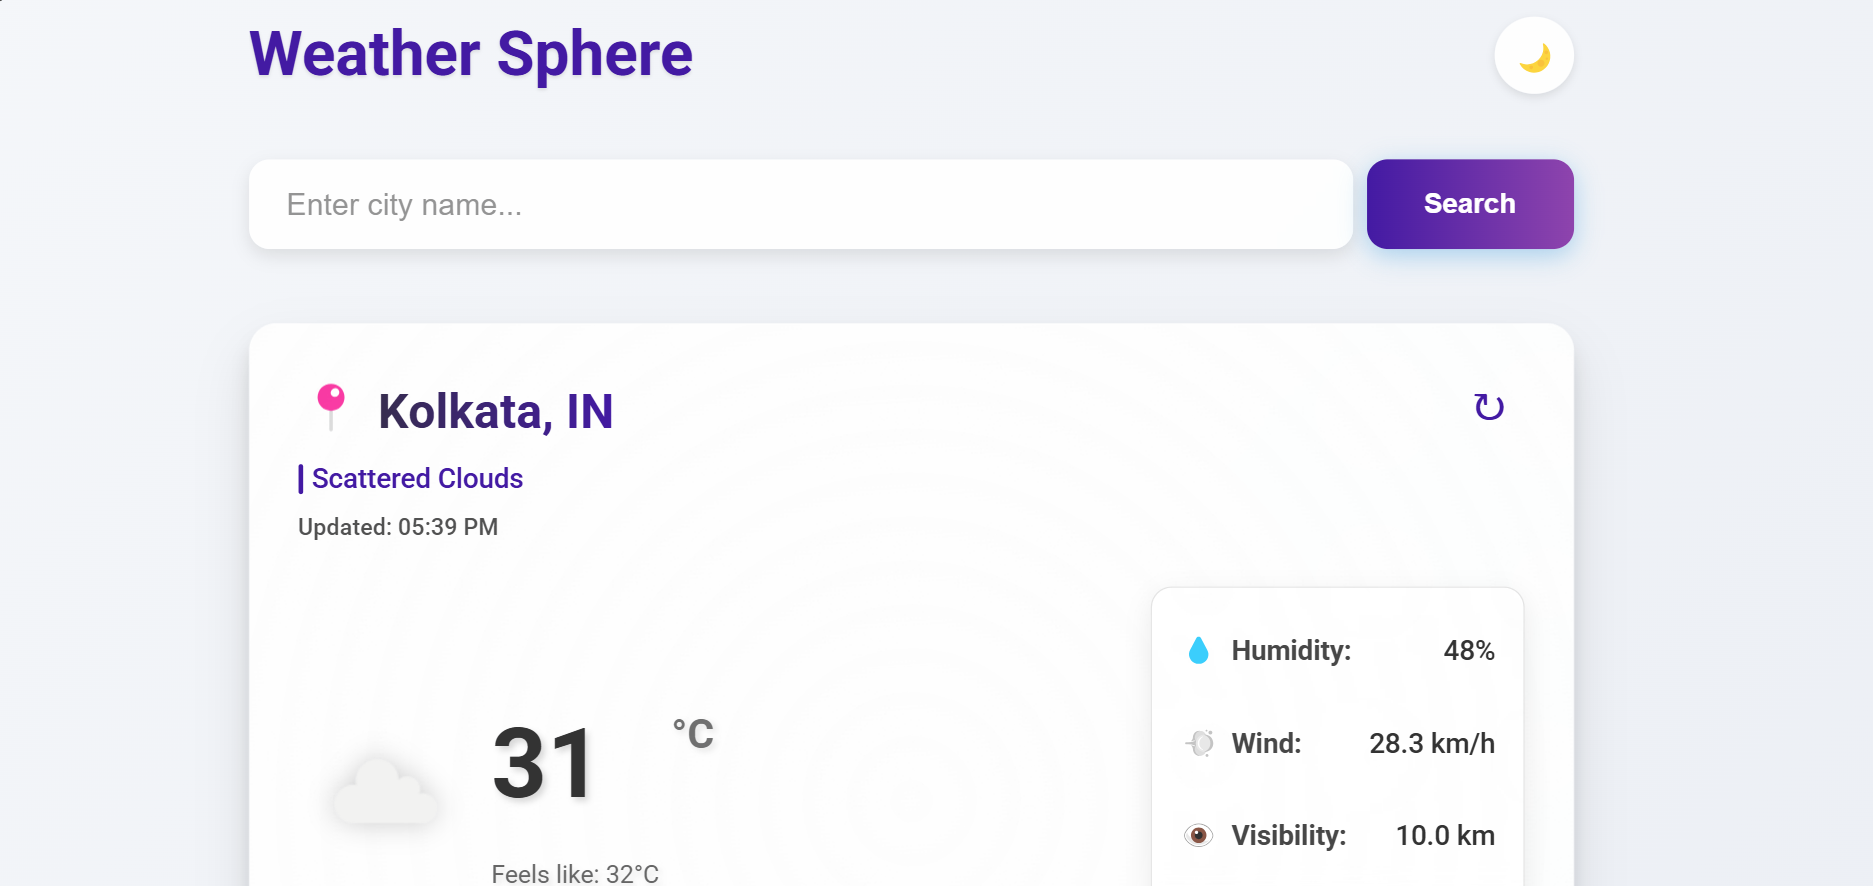 Weather Sphere
Enter city name...
Search
Kolkata, IN
Scattered Clouds
Updated: 05:39 PM
31 °C
Feels like: 32°C
Humidity: 48%
Wind: 28.3 km/h
Visibility: 10.0 km